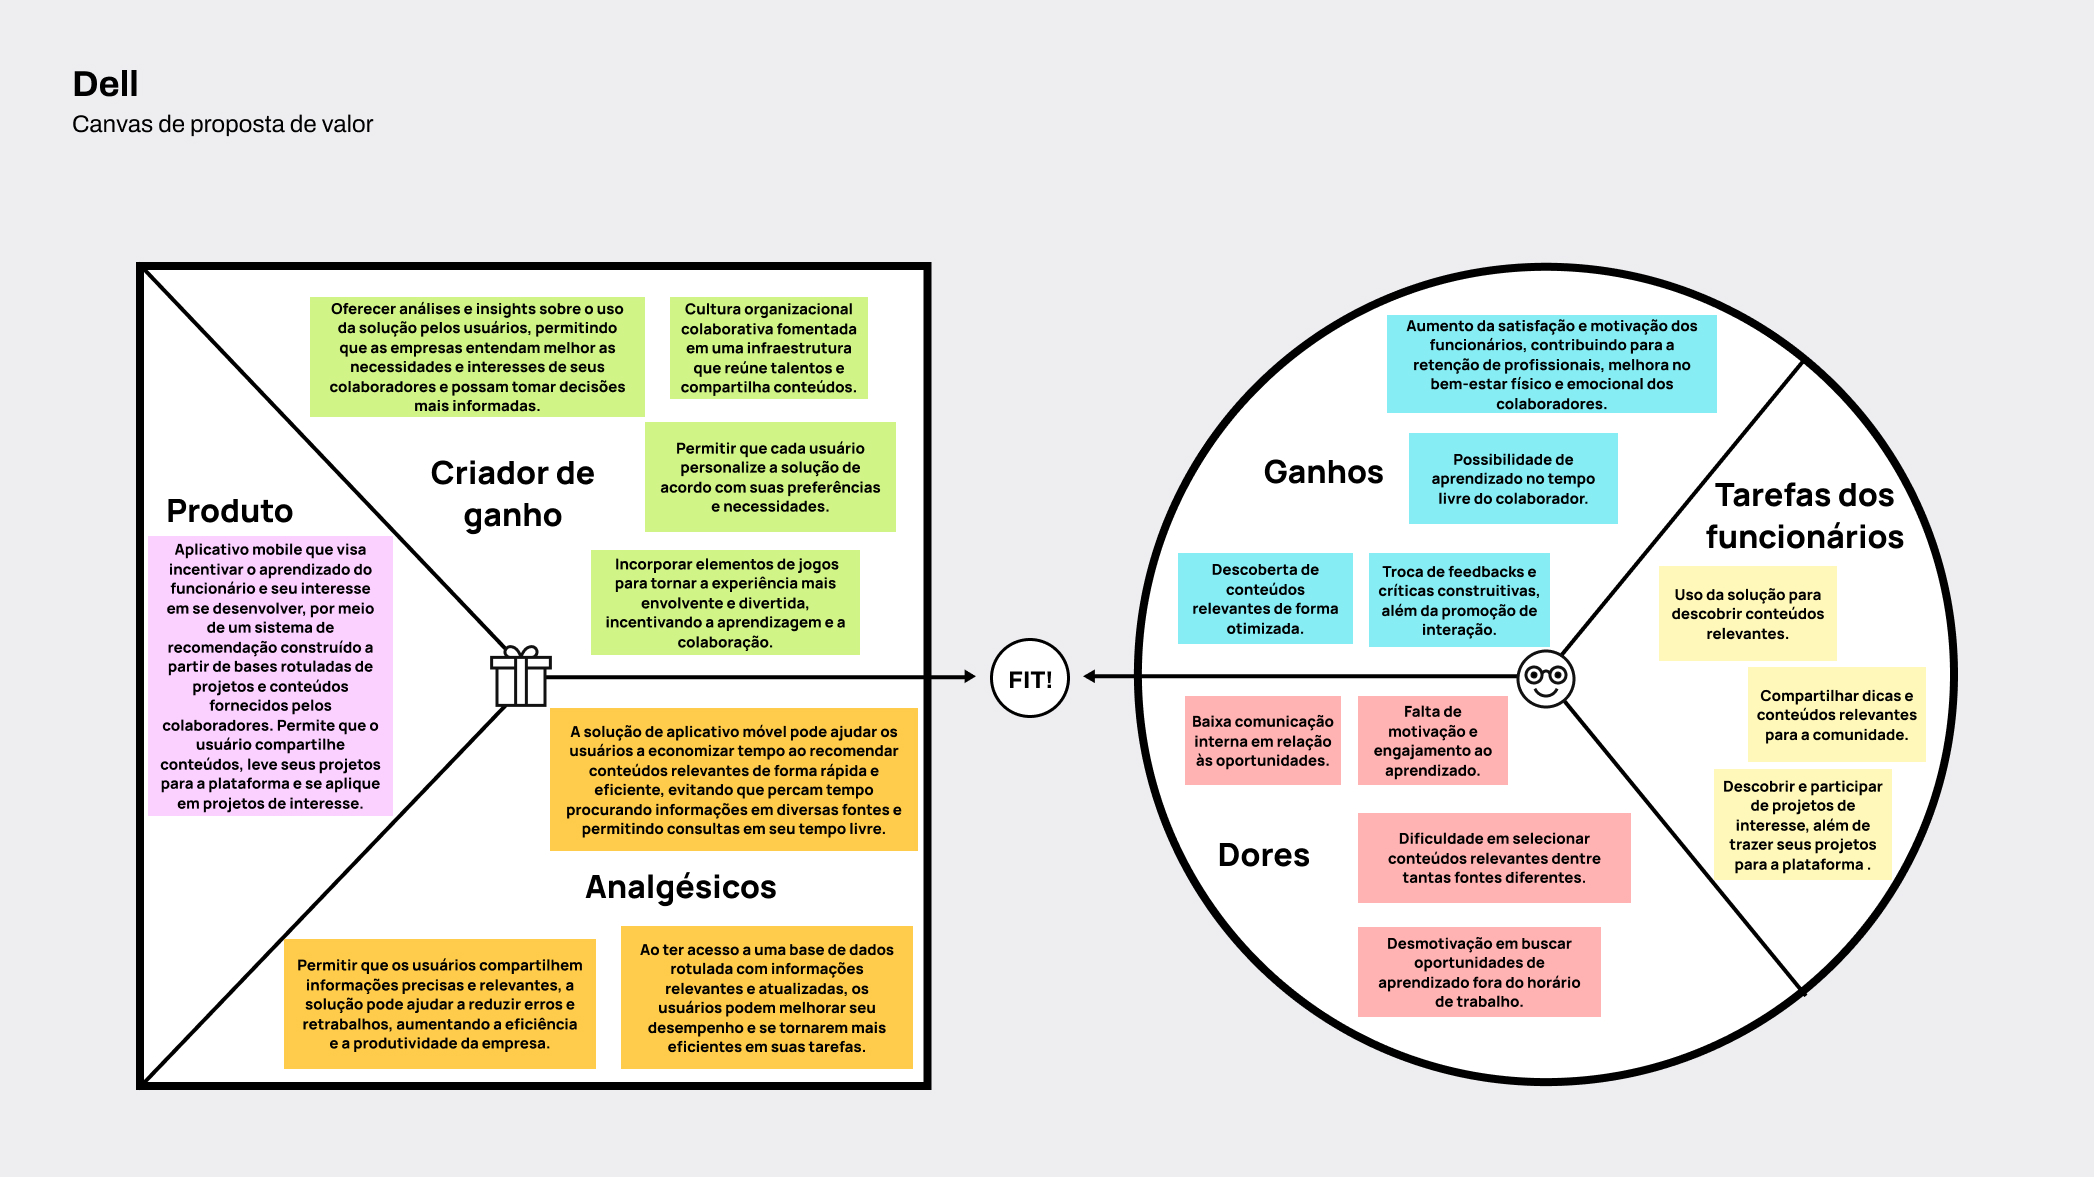 Dell
Canvas de proposta de valor
Oferecer análises e insights sobre o uso
da solução pelos usuários, permitindo
que as empresas entendam melhor as
necessidades e interesses de seus
colaboradores e possam tomar decisões
mais informadas.
Cultura organizacional
colaborativa fomentada
em uma infraestrutura
que reúne talentos e
compartilha conteúdos.
Criador de
ganho
Permitir que cada usuário
personalize a solução de
acordo com suas preferências
e necessidades.
Incorporar elementos de jogos
para tornar a experiência mais
envolvente e divertida,
incentivando a aprendizagem e a
colaboração.
Produto
Aplicativo mobile que visa
incentivar o aprendizado do
funcionário e seu interesse
em se desenvolver, por meio
de um sistema de
recomendação construído a
partir de bases rotuladas de
projetos e conteúdos
fornecidos pelos
colaboradores. Permite que o
usuário compartilhe
conteúdos, leve seus projetos
para a plataforma e se aplique
em projetos de interesse.
A solução de aplicativo móvel pode ajudar os
usuários a economizar tempo ao recomendar
conteúdos relevantes de forma rápida e
eficiente, evitando que percam tempo
procurando informações em diversas fontes e
permitindo consultas em seu tempo livre.
Analgésicos
Permitir que os usuários compartilhem
informações precisas e relevantes, a
solução pode ajudar a reduzir erros e
retrabalhos, aumentando a eficiência
e a produtividade da empresa.
Ao ter acesso a uma base de dados
rotulada com informações
relevantes e atualizadas, os
usuários podem melhorar seu
desempenho e se tornarem mais
eficientes em suas tarefas.
FIT!
Aumento da satisfação e motivação dos
funcionários, contribuindo para a
retenção de profissionais, melhora no
bem-estar físico e emocional dos
colaboradores.
Ganhos
Possibilidade de
aprendizado no tempo
livre do colaborador.
Descoberta de
conteúdos
relevantes de forma
otimizada.
Troca de feedbacks e
críticas construitivas,
além da promoção de
interação.
Tarefas dos
funcionários
Uso da solução para
descobrir conteúdos
relevantes.
Compartilhar dicas e
conteúdos relevantes
para a comunidade.
Descobrir e participar
de projetos de
interesse, além de
trazer seus projetos
para a plataforma .
Baixa comunicação
interna em relação
às oportunidades.
Falta de
motivação e
engajamento ao
aprendizado.
Dores
Dificuldade em selecionar
conteúdos relevantes dentre
tantas fontes diferentes.
Desmotivação em buscar
oportunidades de
aprendizado fora do horário
de trabalho.